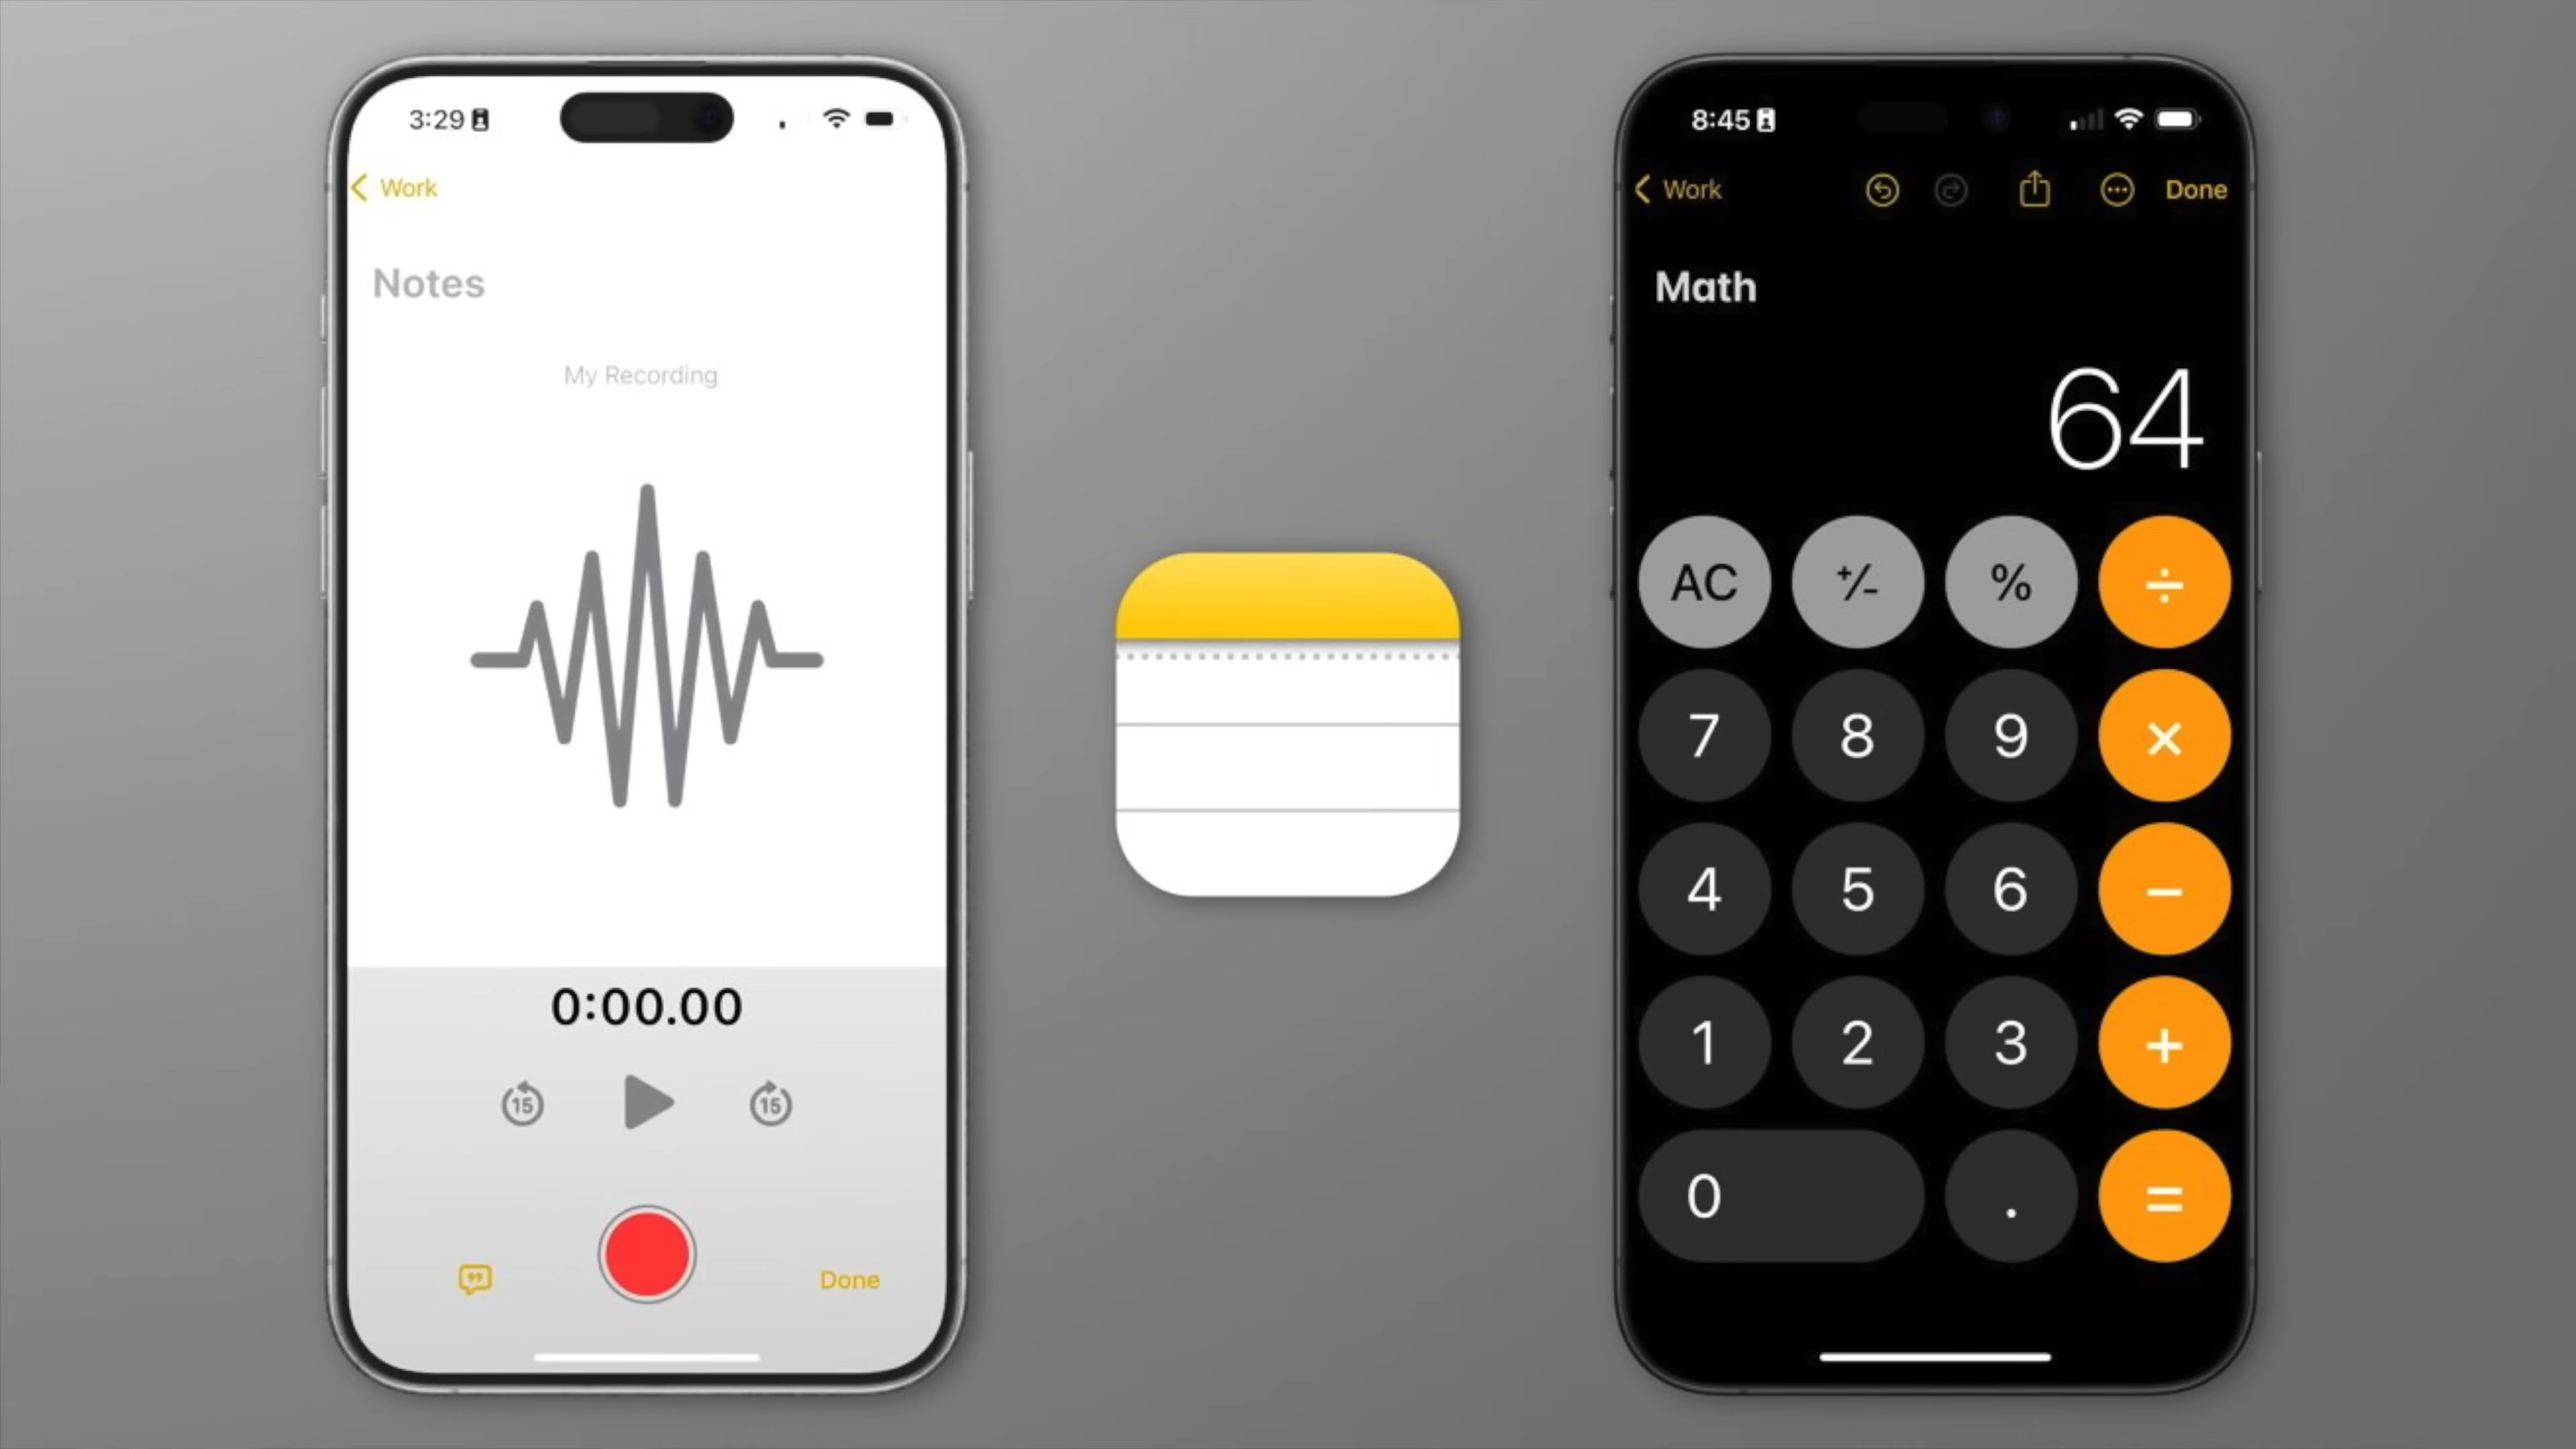 3:29
Work
Notes
My Recording
0:00.00
15 15
Done
8:45
Work Done
Math
64
AC +/- % ÷
7 8 9 ×
4 5 6 −
1 2 3 +
0 . =